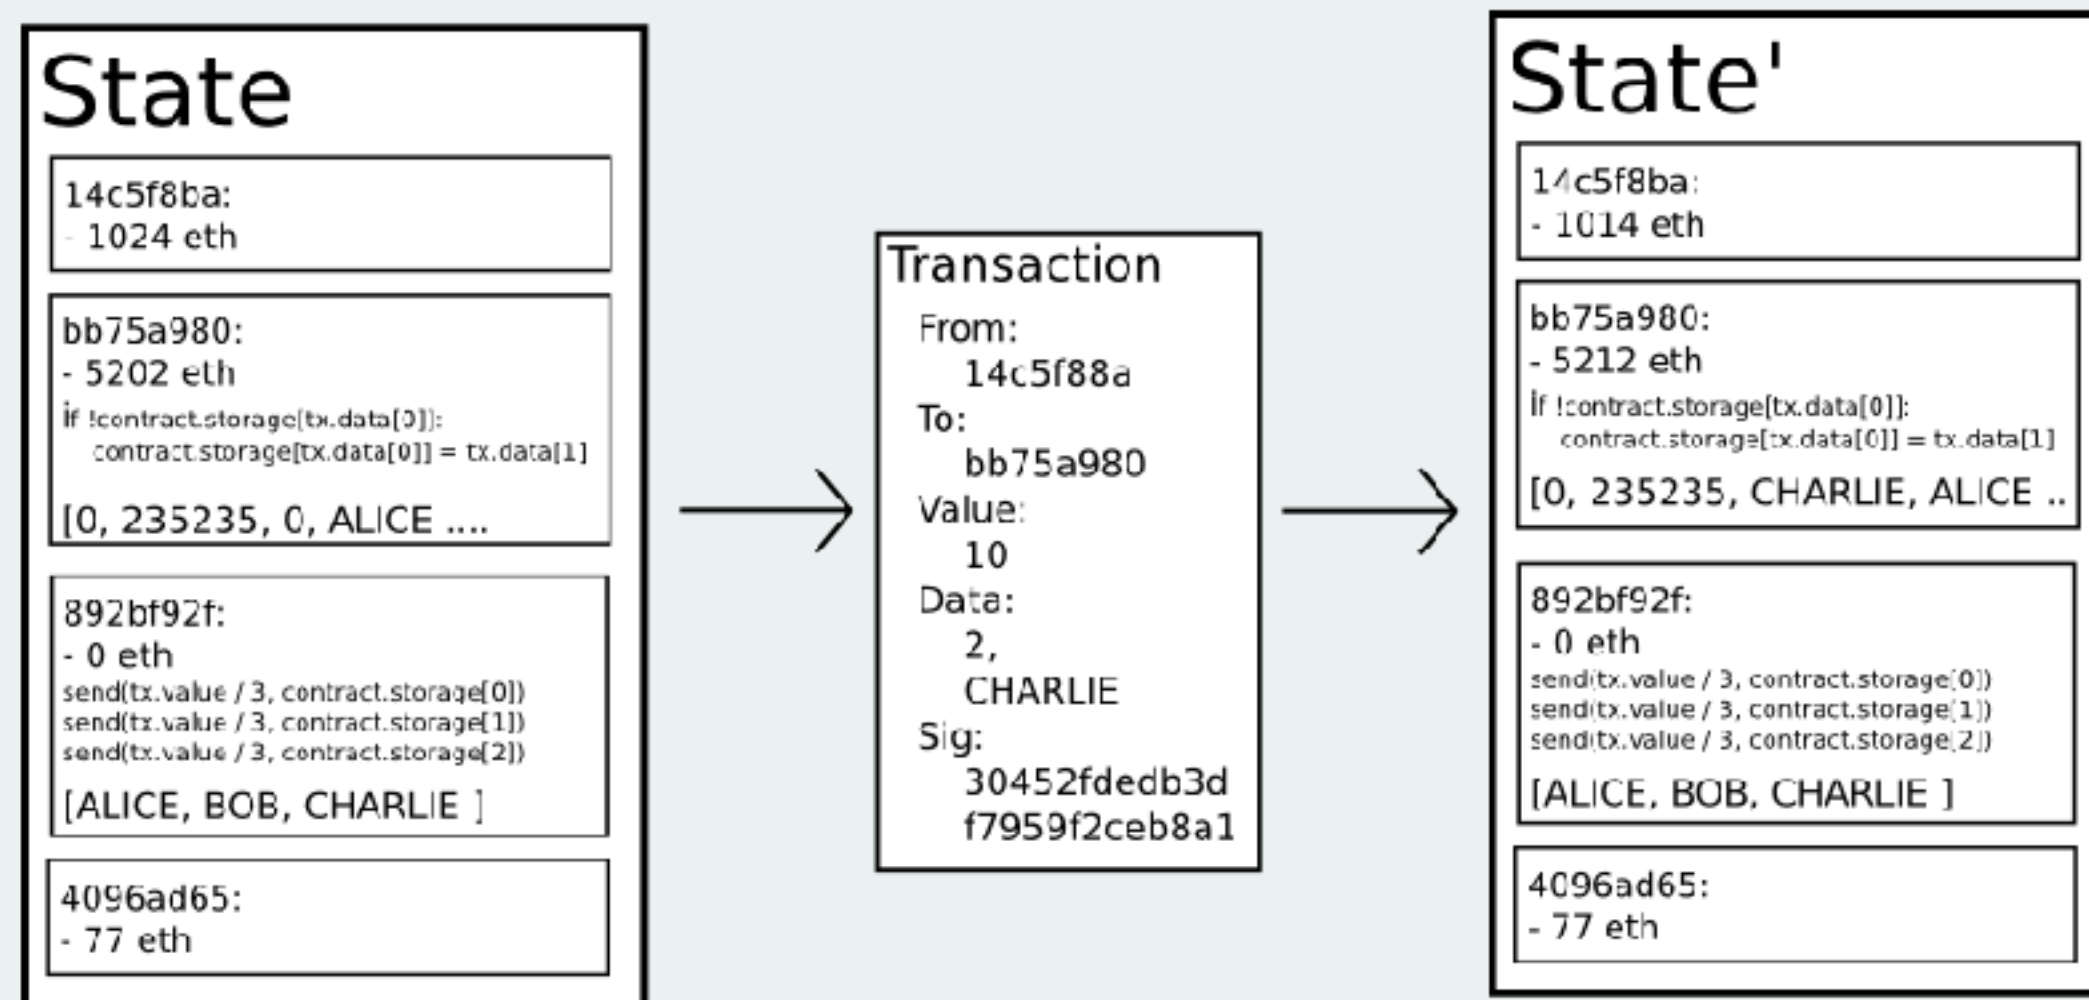 State
14c5f8ba:
- 1024 eth
bb75a980:
- 5202 eth
if !contract.storage[tx.data[0]]:
contract.storage[tx.data[0]] = tx.data[1]
[0, 235235, 0, ALICE ....
892bf92f:
- 0 eth
send(tx.value / 3, contract.storage[0])
send(tx.value / 3, contract.storage[1])
send(tx.value / 3, contract.storage[2])
[ALICE, BOB, CHARLIE ]
4096ad65:
- 77 eth
Transaction
From:
14c5f88a
To:
bb75a980
Value:
10
Data:
2,
CHARLIE
Sig:
30452fdedb3d
f7959f2ceb8a1
State'
14c5f8ba:
- 1014 eth
bb75a980:
- 5212 eth
if !contract.storage[tx.data[0]]:
contract.storage[tx.data[0]] = tx.data[1]
[0, 235235, CHARLIE, ALICE ..
892bf92f:
- 0 eth
send(tx.value / 3, contract.storage[0])
send(tx.value / 3, contract.storage[1])
send(tx.value / 3, contract.storage[2])
[ALICE, BOB, CHARLIE ]
4096ad65:
- 77 eth